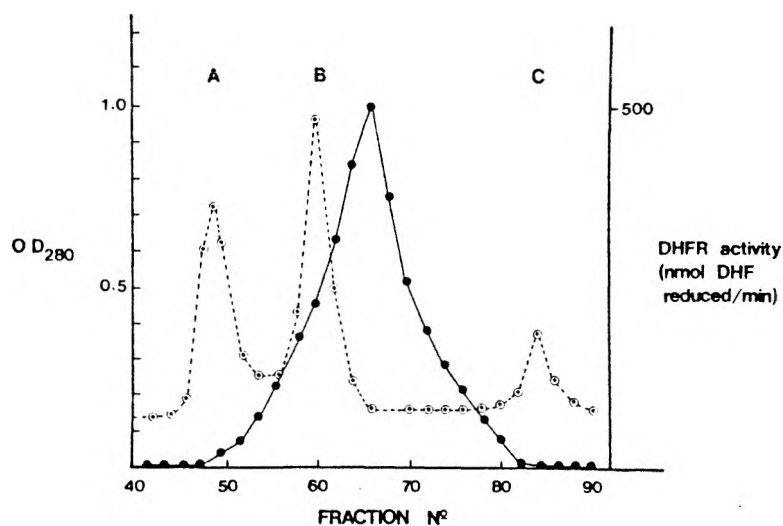 A
B
C
1.0
0.5
O D280
500
DHFR activity
(nmol DHF
reduced/min)
40
50
60
70
80
90
FRACTION Nº